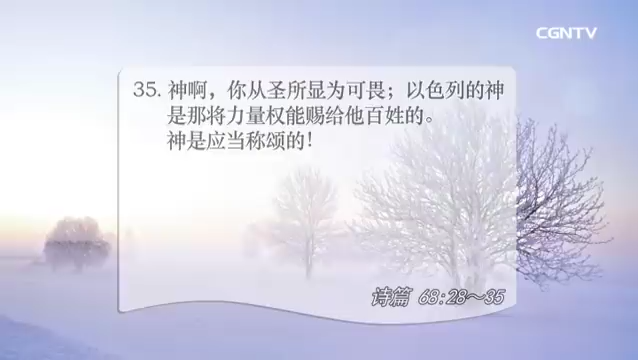 CGNTV
35. 神啊，你从圣所显为可畏；以色列的神
是那将力量权能赐给他百姓的。
神是应当称颂的！
诗篇 68:28～35